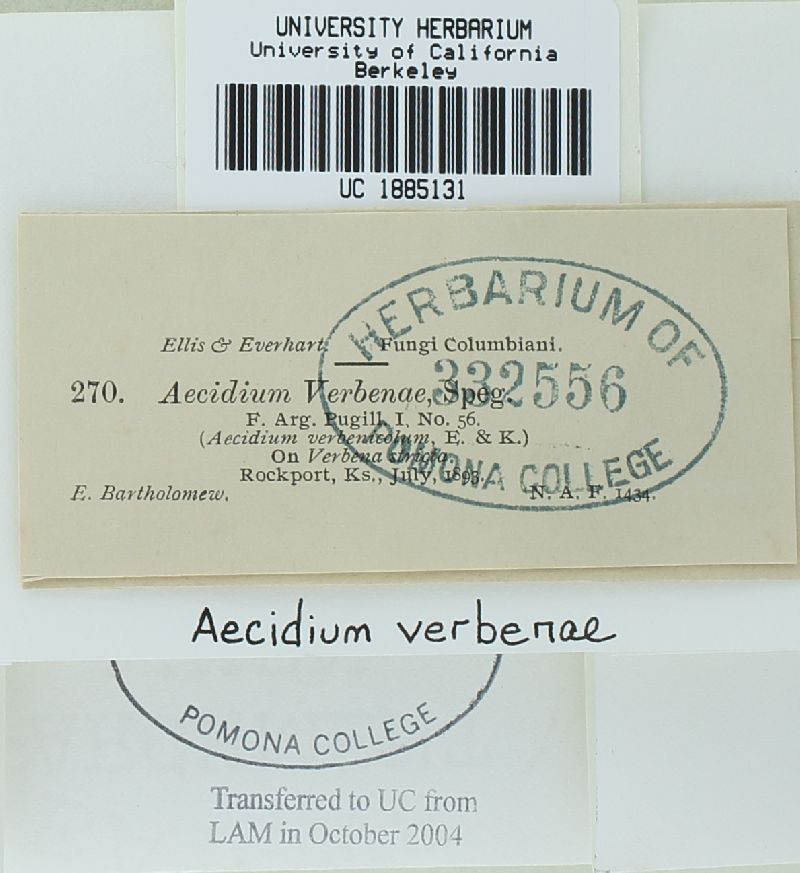 UNIVERSITY HERBARIUM
University of California
Berkeley
UC 1885131
HERBARIUM OF
Ellis & Everhart. Fungi Columbiani.
332556
270. Aecidium Verbenae, Speg.
F. Arg. Pugill, I, No. 56.
(Aecidium verbenicolum, E. & K.)
On Verbena stricta.
Rockport, Ks., July, 1893.
E. Bartholomew. N. A. F. 1434.
POMONA COLLEGE
Aecidium verbenae
POMONA COLLEGE
Transferred to UC from
LAM in October 2004